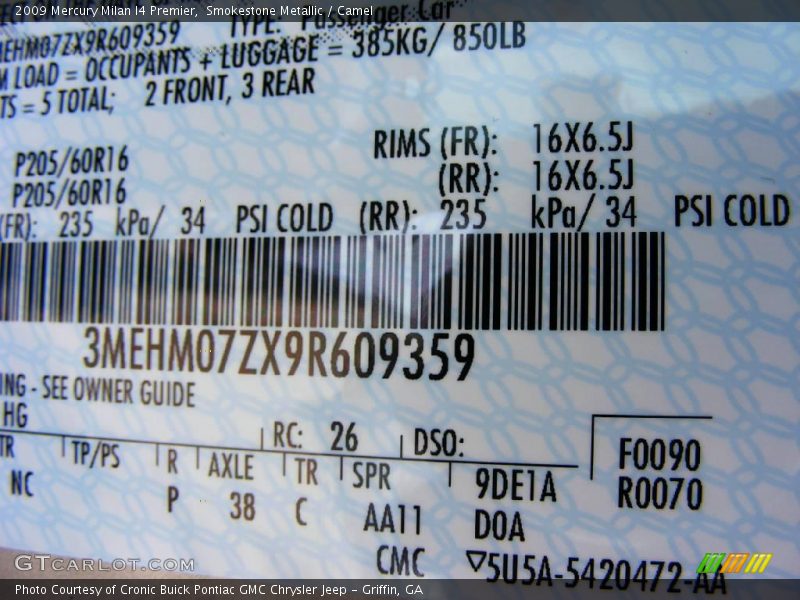 2009 Mercury Milan I4 Premier,  Smokestone Metallic / Camel
TYPE: Passenger Car
MEHM07ZX9R609359
LOAD = OCCUPANTS + LUGGAGE = 385KG/ 850LB
TS = 5 TOTAL;   2 FRONT, 3 REAR
P205/60R16   RIMS (FR):   16X6.5J
P205/60R16   (RR):   16X6.5J
(FR):   235   kPa/   34   PSI COLD   (RR):   235   kPa/ 34   PSI COLD
3MEHM07ZX9R609359
ING - SEE OWNER GUIDE
HG
RC:   26   DSO:   F0090
TR   TP/PS   R   AXLE   TR   SPR   9DE1A   R0070
NC   P   38   C   AA11   D0A
CMC   ▽5U5A-5420472-AA
GTCARLOT.COM
Photo Courtesy of Cronic Buick Pontiac GMC Chrysler Jeep – Griffin, GA